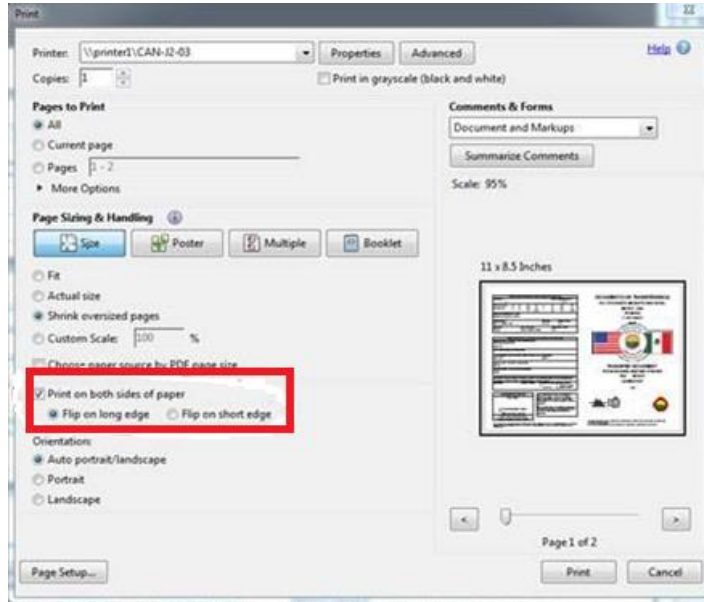 Print
Printer: \\printer1\CAN-J2-03 Properties Advanced Help
Copies: 1 Print in grayscale (black and white)
Pages to Print
All
Current page
Pages 1 - 2
More Options
Comments & Forms
Document and Markups
Summarize Comments
Scale: 95%
Page Sizing & Handling
Size Poster Multiple Booklet
Fit
Actual size
Shrink oversized pages
Custom Scale: 100 %
Choose paper source by PDF page size
Print on both sides of paper
Flip on long edge Flip on short edge
Orientation:
Auto portrait/landscape
Portrait
Landscape
11 x 8.5 Inches
< >
Page 1 of 2
Page Setup... Print Cancel